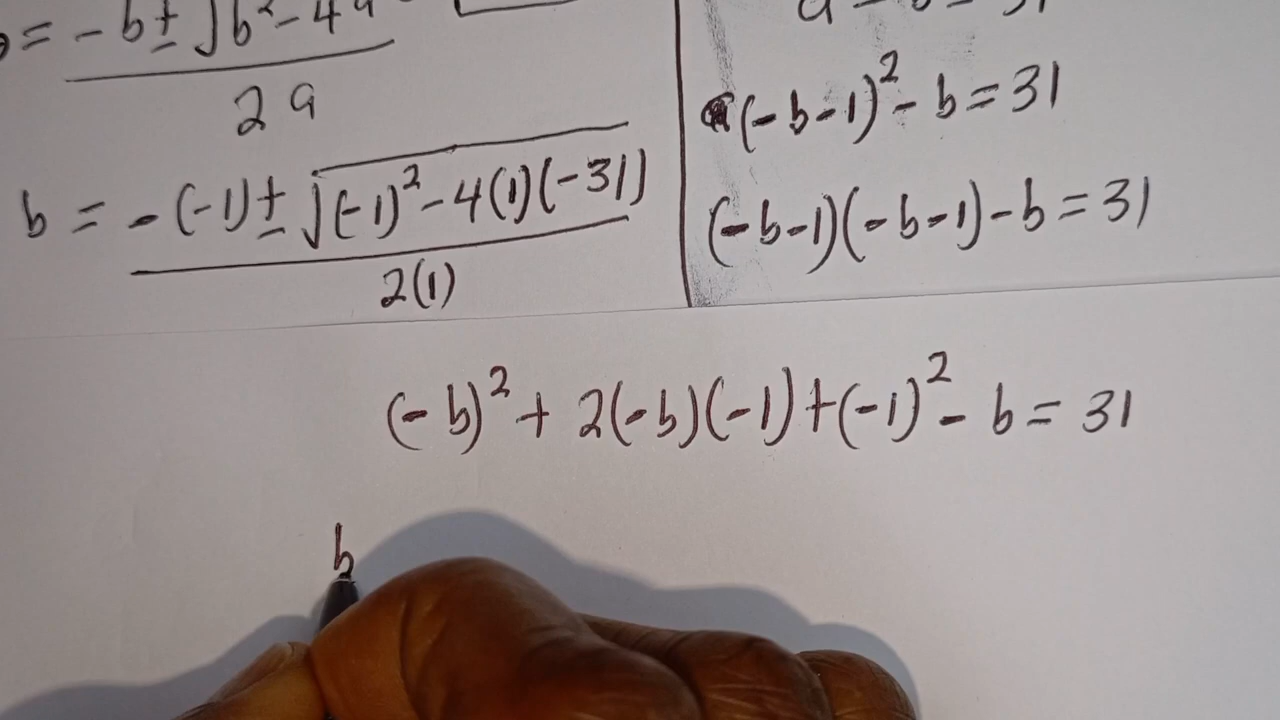 = -b ± √b² - 4a
2a
b = -(-1) ± √(-1)² - 4(1)(-31)
2(1)
(-b-1)² - b = 31
(-b-1)(-b-1) - b = 31
(-b)² + 2(-b)(-1) + (-1)² - b = 31
b